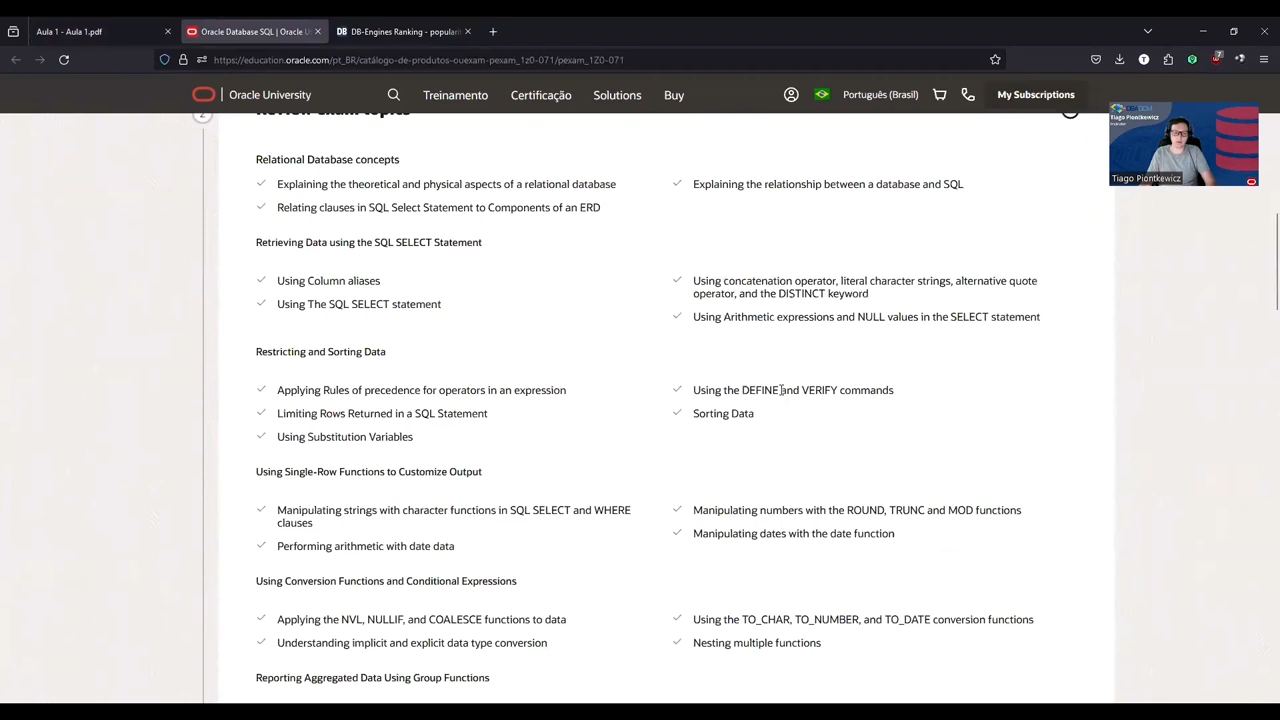 Aula 1 - Aula 1.pdf
Oracle Database SQL | Oracle U
DB-Engines Ranking - populari
https://education.oracle.com/pt_BR/catálogo-de-produtos-ouexam-pexam_1z0-071/pexam_1Z0-071
7
Oracle University
Treinamento
Certificação
Solutions
Buy
Português (Brasil)
My Subscriptions
2
Review exam topics
Tiago Piontkewicz
Tiago Piontkewicz
Relational Database concepts
Explaining the theoretical and physical aspects of a relational database
Explaining the relationship between a database and SQL
Relating clauses in SQL Select Statement to Components of an ERD
Retrieving Data using the SQL SELECT Statement
Using Column aliases
Using concatenation operator, literal character strings, alternative quote
operator, and the DISTINCT keyword
Using The SQL SELECT statement
Using Arithmetic expressions and NULL values in the SELECT statement
Restricting and Sorting Data
Applying Rules of precedence for operators in an expression
Using the DEFINE and VERIFY commands
Limiting Rows Returned in a SQL Statement
Sorting Data
Using Substitution Variables
Using Single-Row Functions to Customize Output
Manipulating strings with character functions in SQL SELECT and WHERE
clauses
Manipulating numbers with the ROUND, TRUNC and MOD functions
Performing arithmetic with date data
Manipulating dates with the date function
Using Conversion Functions and Conditional Expressions
Applying the NVL, NULLIF, and COALESCE functions to data
Using the TO_CHAR, TO_NUMBER, and TO_DATE conversion functions
Understanding implicit and explicit data type conversion
Nesting multiple functions
Reporting Aggregated Data Using Group Functions